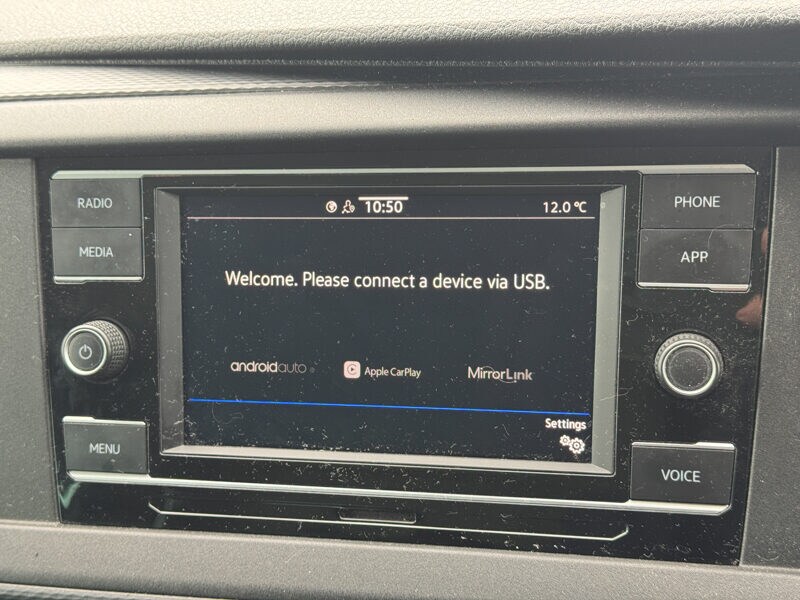 RADIO
MEDIA
MENU
10:50
12.0 °C
Welcome. Please connect a device via USB.
androidauto
Apple CarPlay
MirrorLink
Settings
PHONE
APP
VOICE